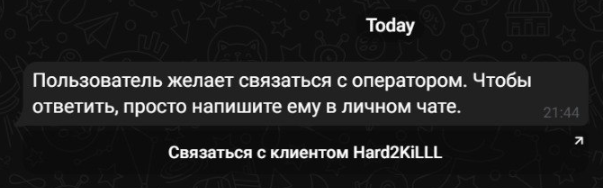 Today
Пользователь желает связаться с оператором. Чтобы
ответить, просто напишите ему в личном чате.
21:44
Связаться с клиентом Hard2KiLLL